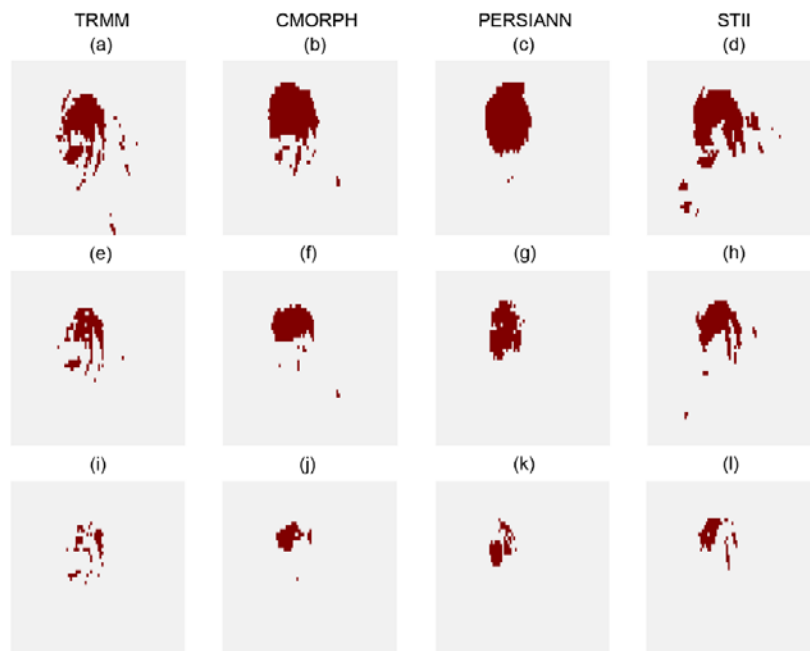 TRMM CMORPH PERSIANN STII
(a) (b) (c) (d)
(e) (f) (g) (h)
(i) (j) (k) (l)